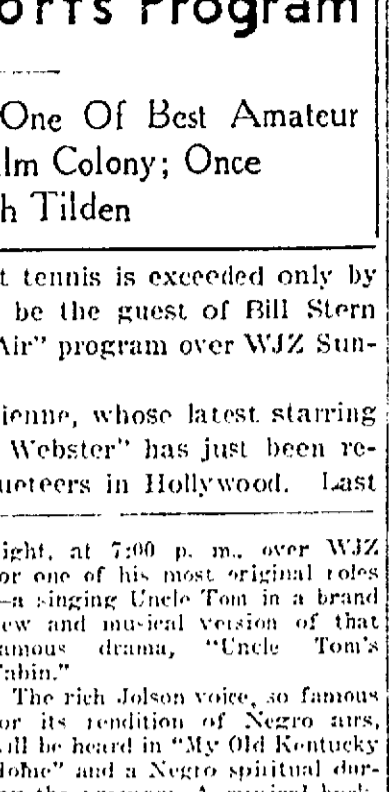 orts Program
One Of Best Amateur
ilm Colony; Once
h Tilden
t tennis is exceeded only by
be the guest of Bill Stern
Air" program over WJZ Sun-
ienne, whose latest starring
Webster" has just been re-
ueteers in Hollywood. Last
ight, at 7:00 p. m., over WJZ
or one of his most original roles
—a singing Uncle Tom in a brand
ew and musical version of that
amous drama, "Uncle Tom's
Cabin."
The rich Jolson voice, so famous
or its rendition of Negro airs,
ill be heard in "My Old Kentucky
Home" and a Negro spiritual dur-